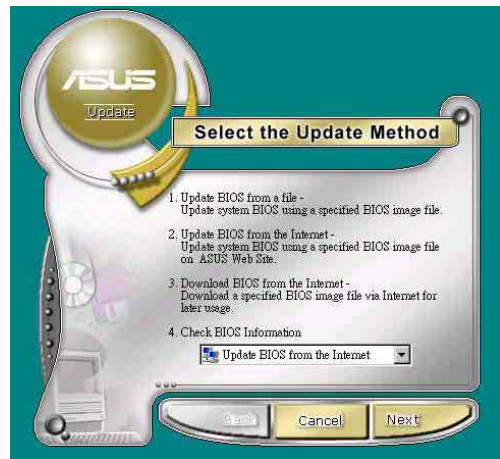 ASUS
Update
Select the Update Method
1. Update BIOS from a file -
Update system BIOS using a specified BIOS image file.
2. Update BIOS from the Internet -
Update system BIOS using a specified BIOS image file
on ASUS Web Site.
3. Download BIOS from the Internet -
Download a specified BIOS image file via Internet for
later usage.
4. Check BIOS Information
Update BIOS from the Internet
Back
Cancel
Next